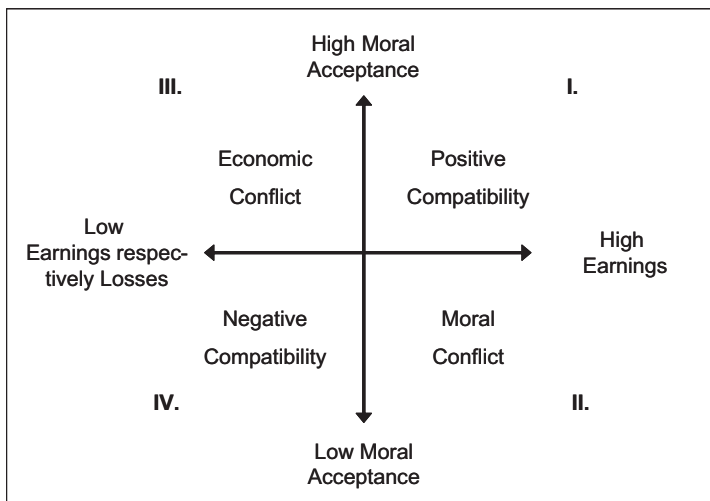 High Moral
Acceptance
III.
I.
Economic
Conflict
Positive
Compatibility
Low
Earnings respec-
tively Losses
High
Earnings
Negative
Compatibility
Moral
Conflict
IV.
II.
Low Moral
Acceptance